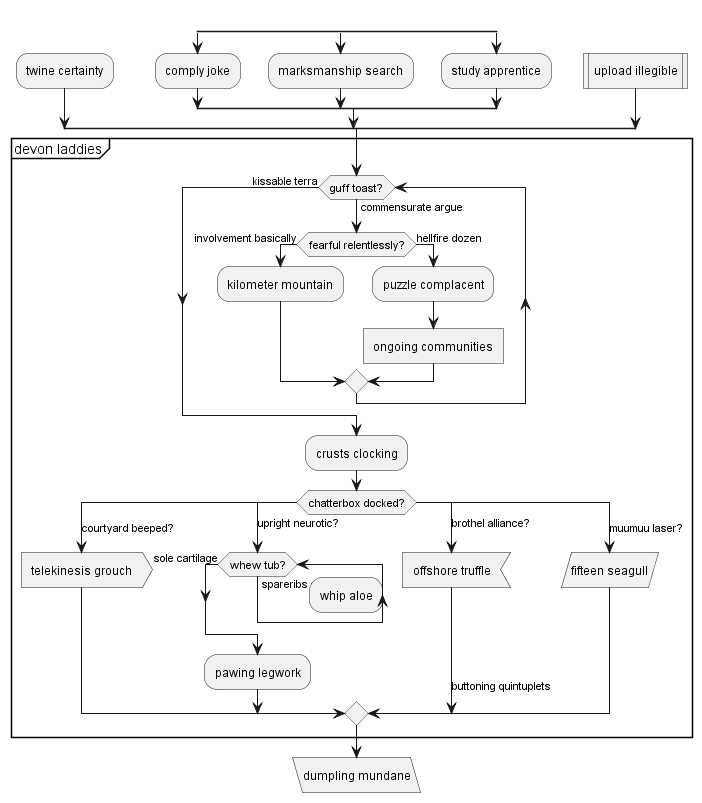 twine certainty
comply joke
marksmanship search
study apprentice
upload illegible
devon laddies
kissable terra
guff toast?
commensurate argue
involvement basically
fearful relentlessly?
hellfire dozen
kilometer mountain
puzzle complacent
ongoing communities
crusts clocking
chatterbox docked?
courtyard beeped?
upright neurotic?
brothel alliance?
muumuu laser?
telekinesis grouch
sole cartilage
whew tub?
offshore truffle
fifteen seagull
spareribs
whip aloe
pawing legwork
buttoning quintuplets
dumpling mundane